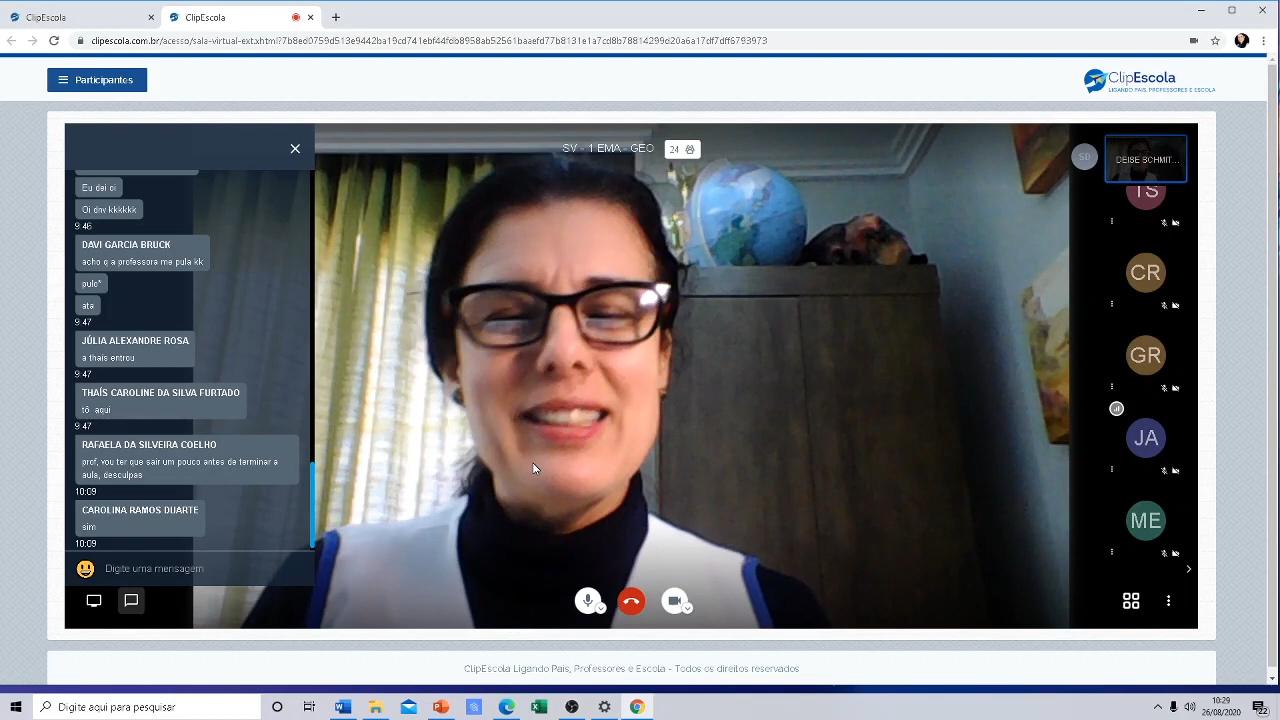 ClipEscola
ClipEscola
clipescola.com.br/acesso/sala-virtual-ext.xhtml?7b8ed0759d513e9442ba19cd741ebf44fdb8958ab52561baaefd77b8131e1a7cd8b78814299d20a6a17df7dff6793973
Participantes
ClipEscola
LIGANDO PAIS, PROFESSORES E ESCOLA
SV - 1 EMA - GEO
24
SD
DEISE SCHMIT...
Eu dai oi
Oi dnv kkkkkk
9:46
DAVI GARCIA BRUCK
acho q a professora me pula kk
pulo*
ata
9:47
JÚLIA ALEXANDRE ROSA
a thaís entrou
9:47
THAÍS CAROLINE DA SILVA FURTADO
tô aqui
9:47
RAFAELA DA SILVEIRA COELHO
prof, vou ter que sair um pouco antes de terminar a
aula, desculpas
10:09
CAROLINA RAMOS DUARTE
sim
10:09
Digite uma mensagem
TS
CR
GR
JA
ME
ClipEscola Ligando Pais, Professores e Escola - Todos os direitos reservados
Digite aqui para pesquisar
10:29
26/08/2020
22